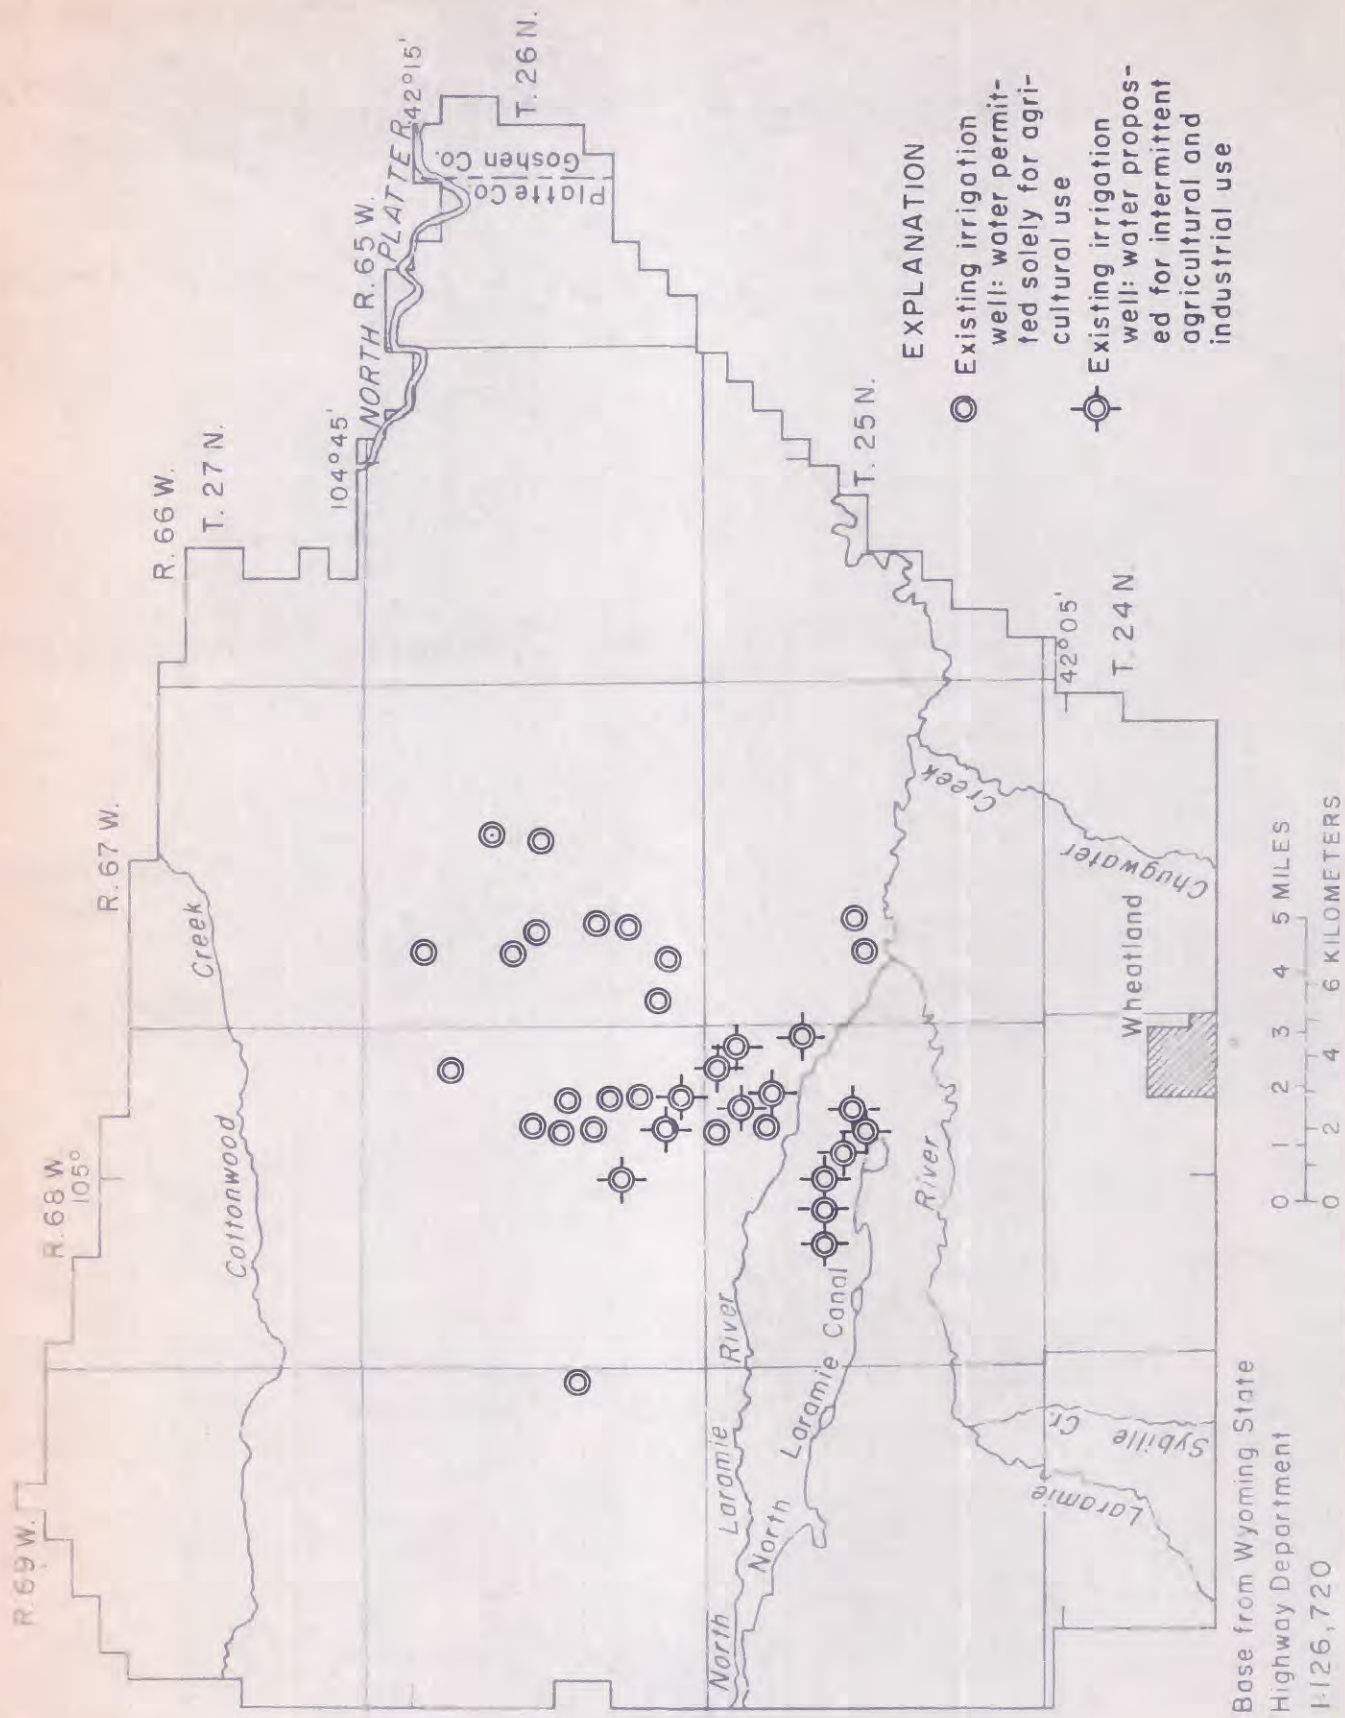 R. 69 W.
R. 68 W.
105°
R. 67 W.
R. 66 W.
T. 27 N.
104°45'
R. 65 W.
NORTH PLATTE R.
42°15'
T. 26 N.
Goshen Co.
Platte Co.
Cottonwood Creek
T. 25 N.
42°05'
T. 24 N.
North Laramie River
North Laramie Canal
River
Laramie
Sybille
Cr.
Chugwater
Creek
Wheatland
EXPLANATION
Existing irrigation
well: water permit-
ted solely for agri-
cultural use
Existing irrigation
well: water propos-
ed for intermittent
agricultural and
industrial use
Base from Wyoming State
Highway Department
1:126,720
0 1 2 3 4 5 MILES
0 2 4 6 KILOMETERS